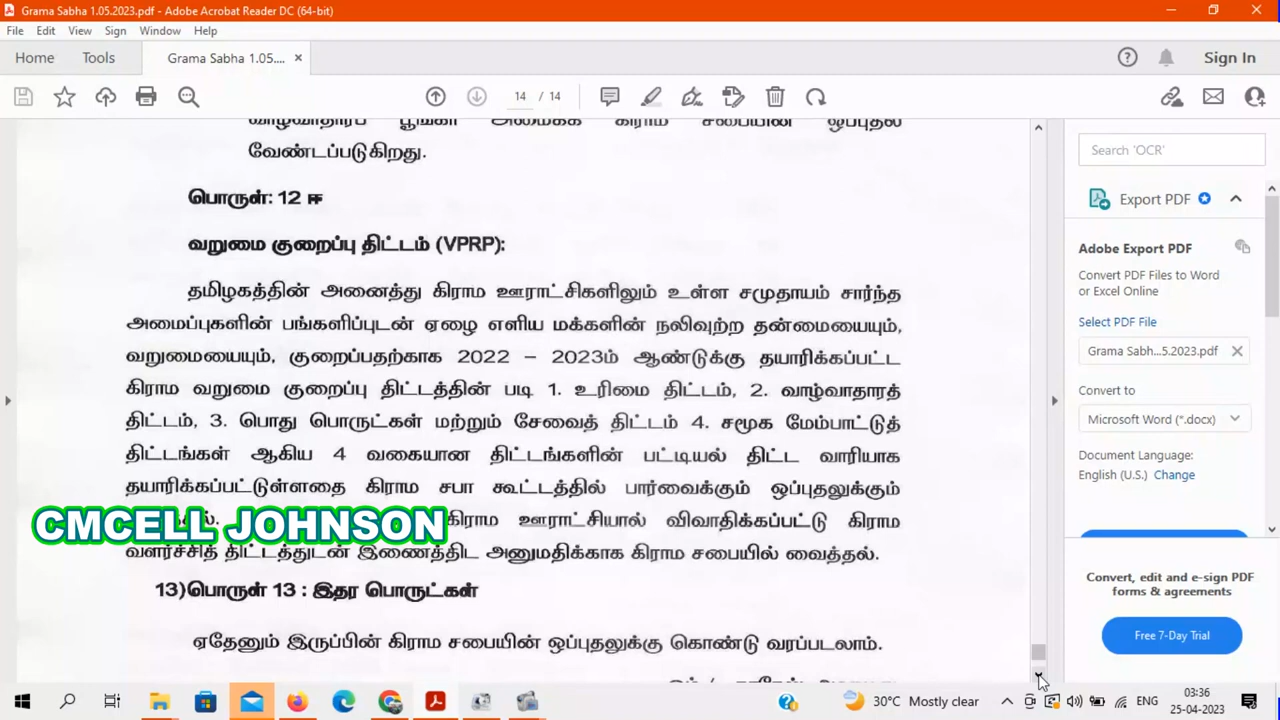 Grama Sabha 1.05.2023.pdf - Adobe Acrobat Reader DC (64-bit)
File Edit View Sign Window Help
Home Tools Grama Sabha 1.05.... × Sign In
14 / 14
வாழ்வாதாரப் பூங்கா அமைக்க கிராம சபையின் ஒப்புதல்
வேண்டப்படுகிறது.
பொருள்: 12 ஈ
வறுமை குறைப்பு திட்டம் (VPRP):
தமிழகத்தின் அனைத்து கிராம ஊராட்சிகளிலும் உள்ள சமுதாயம் சார்ந்த
அமைப்புகளின் பங்களிப்புடன் ஏழை எளிய மக்களின் நலிவுற்ற தன்மையையும்,
வறுமையையும், குறைப்பதற்காக 2022 – 2023ம் ஆண்டுக்கு தயாரிக்கப்பட்ட
கிராம வறுமை குறைப்பு திட்டத்தின் படி 1. உரிமை திட்டம், 2. வாழ்வாதாரத்
திட்டம், 3. பொது பொருட்கள் மற்றும் சேவைத் திட்டம் 4. சமூக மேம்பாட்டுத்
திட்டங்கள் ஆகிய 4 வகையான திட்டங்களின் பட்டியல் திட்ட வாரியாக
தயாரிக்கப்பட்டுள்ளதை கிராம சபா கூட்டத்தில் பார்வைக்கும் ஒப்புதலுக்கும்
கிராம ஊராட்சியால் விவாதிக்கப்பட்டு கிராம
CMCELL JOHNSON
வளர்ச்சித் திட்டத்துடன் இணைத்திட அனுமதிக்காக கிராம சபையில் வைத்தல்.
13)பொருள் 13 : இதர பொருட்கள்
ஏதேனும் இருப்பின் கிராம சபையின் ஒப்புதலுக்கு கொண்டு வரப்படலாம்.
Search 'OCR'
Export PDF
Adobe Export PDF
Convert PDF Files to Word
or Excel Online
Select PDF File
Grama Sabh...5.2023.pdf
Convert to
Microsoft Word (*.docx)
Document Language:
English (U.S.) Change
Convert, edit and e-sign PDF
forms & agreements
Free 7-Day Trial
30°C Mostly clear ENG 03:36
25-04-2023